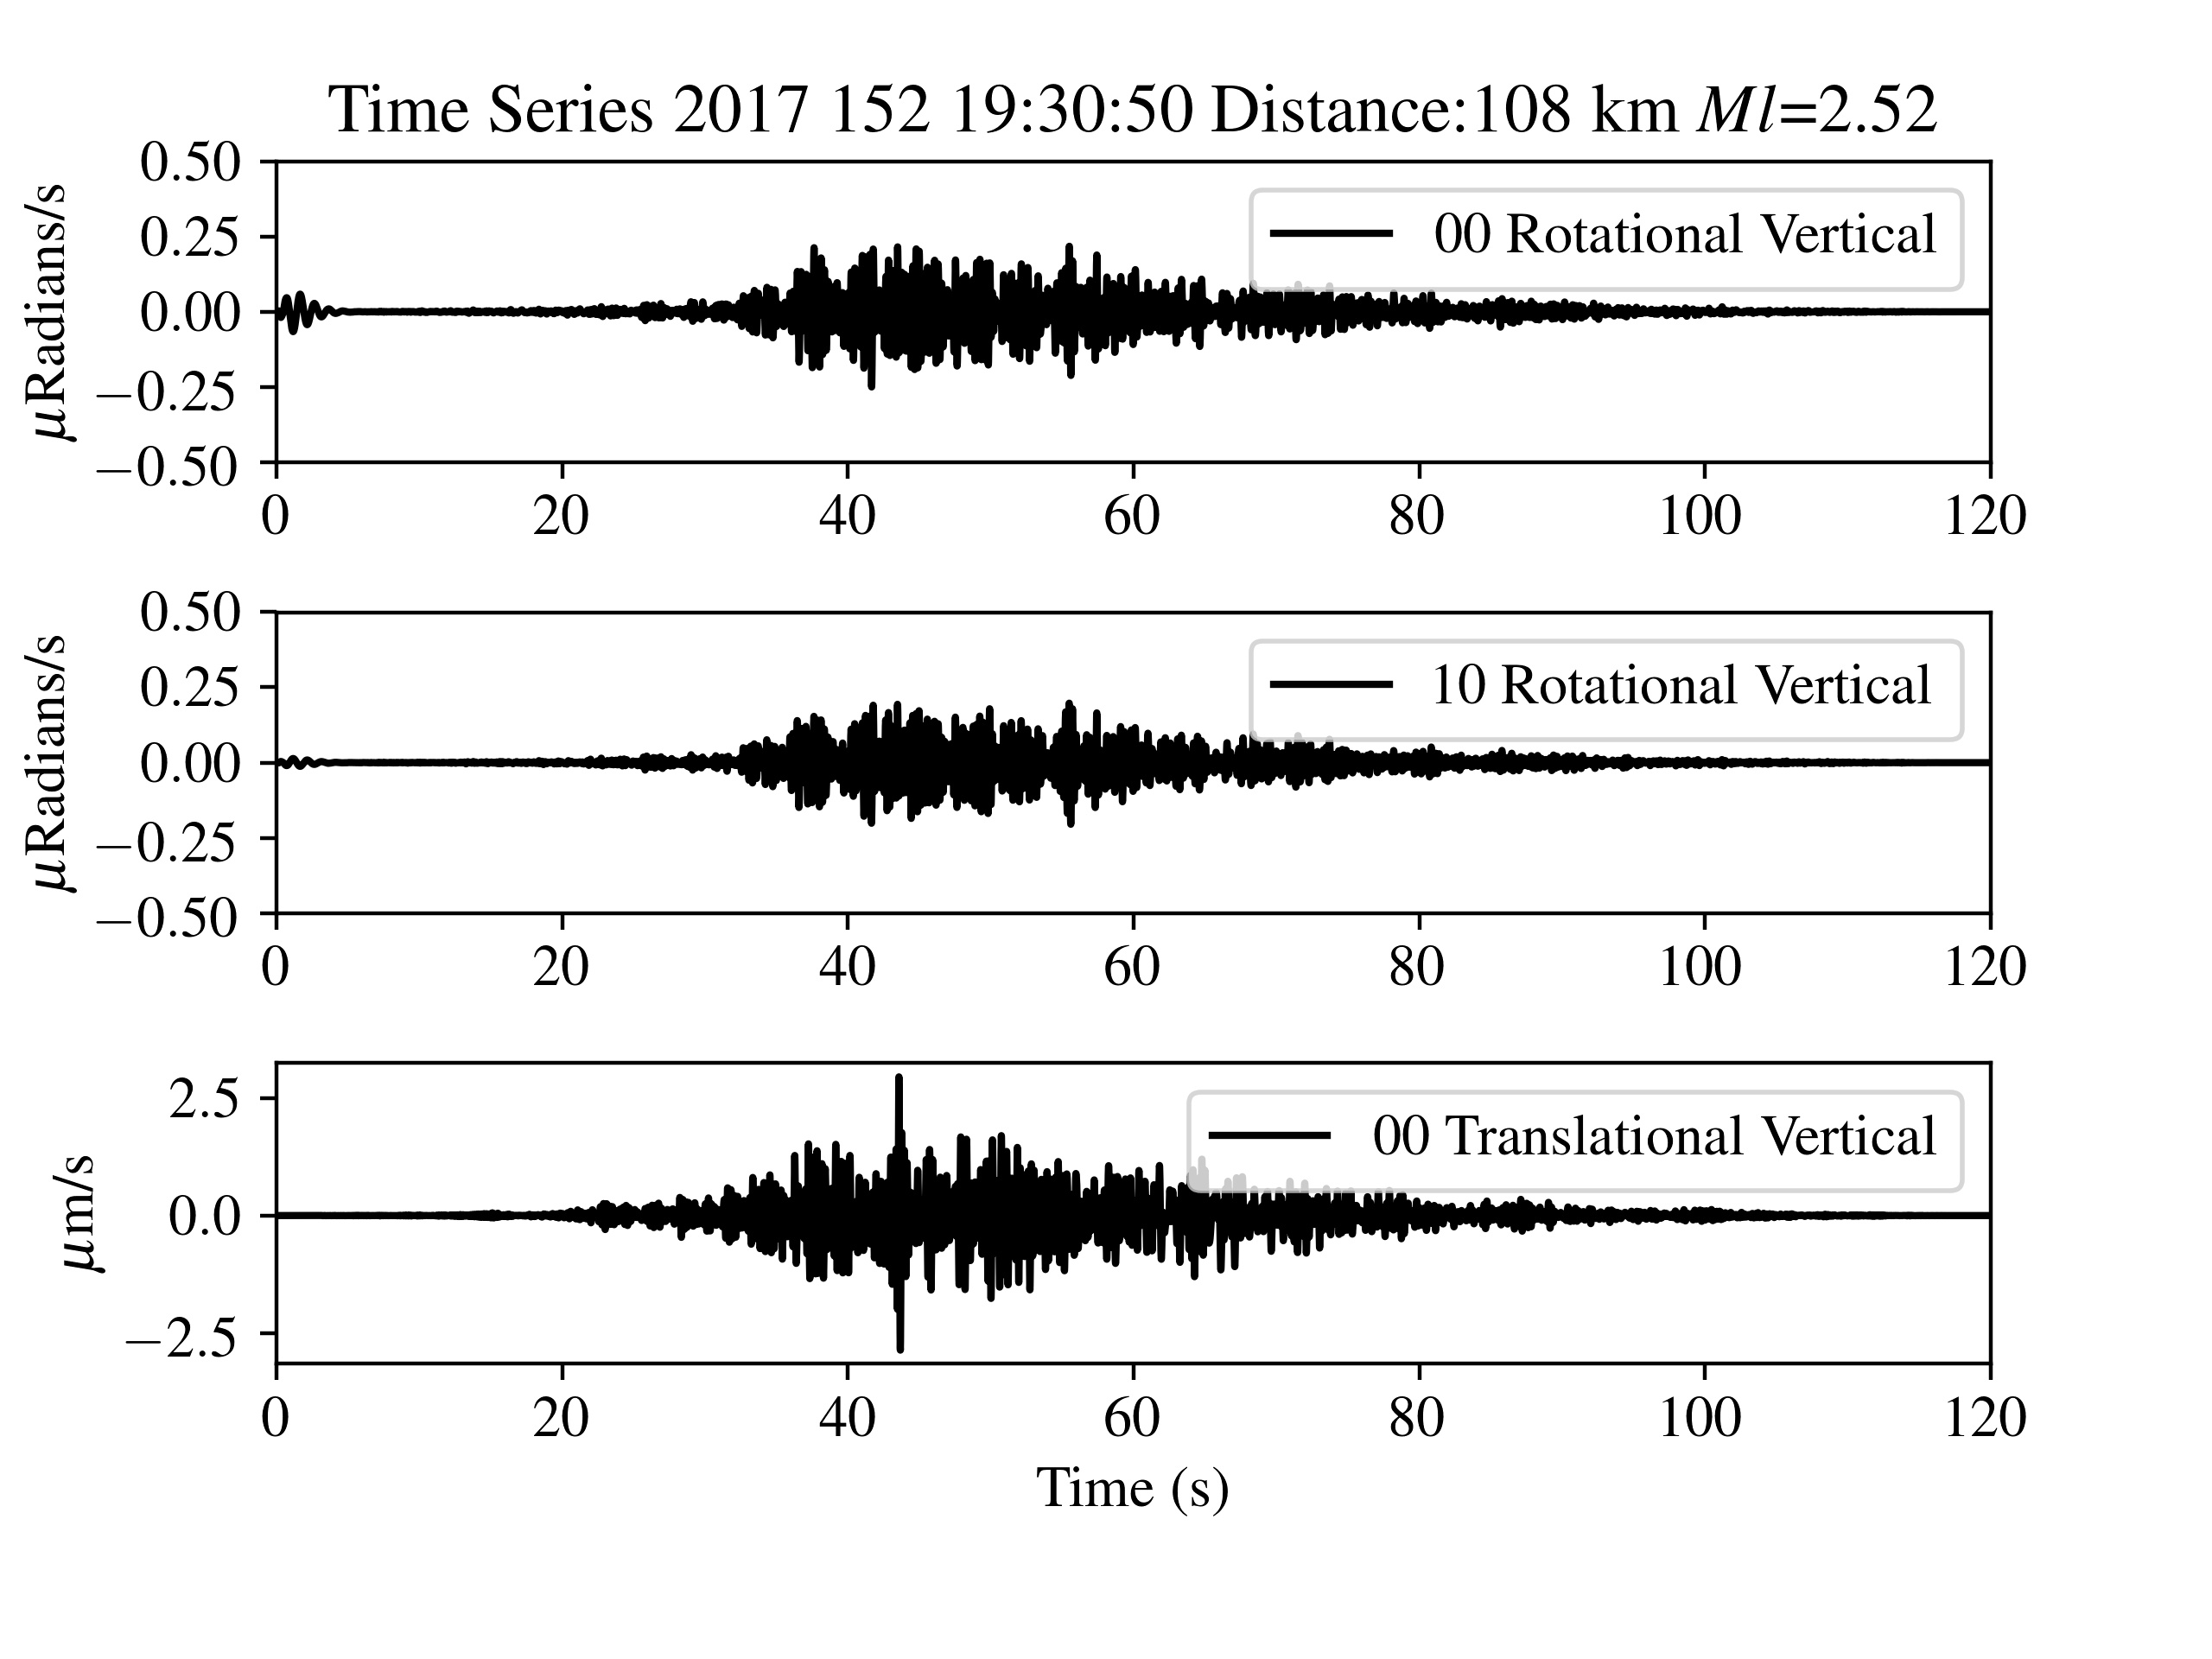 Time Series 2017 152 19:30:50 Distance:108 km Ml=2.52
0.50
0.25
0.00
−0.25
−0.50
μRadians/s
00 Rotational Vertical
0 20 40 60 80 100 120
0.50
0.25
0.00
−0.25
−0.50
μRadians/s
10 Rotational Vertical
0 20 40 60 80 100 120
2.5
0.0
−2.5
μm/s
00 Translational Vertical
0 20 40 60 80 100 120
Time (s)